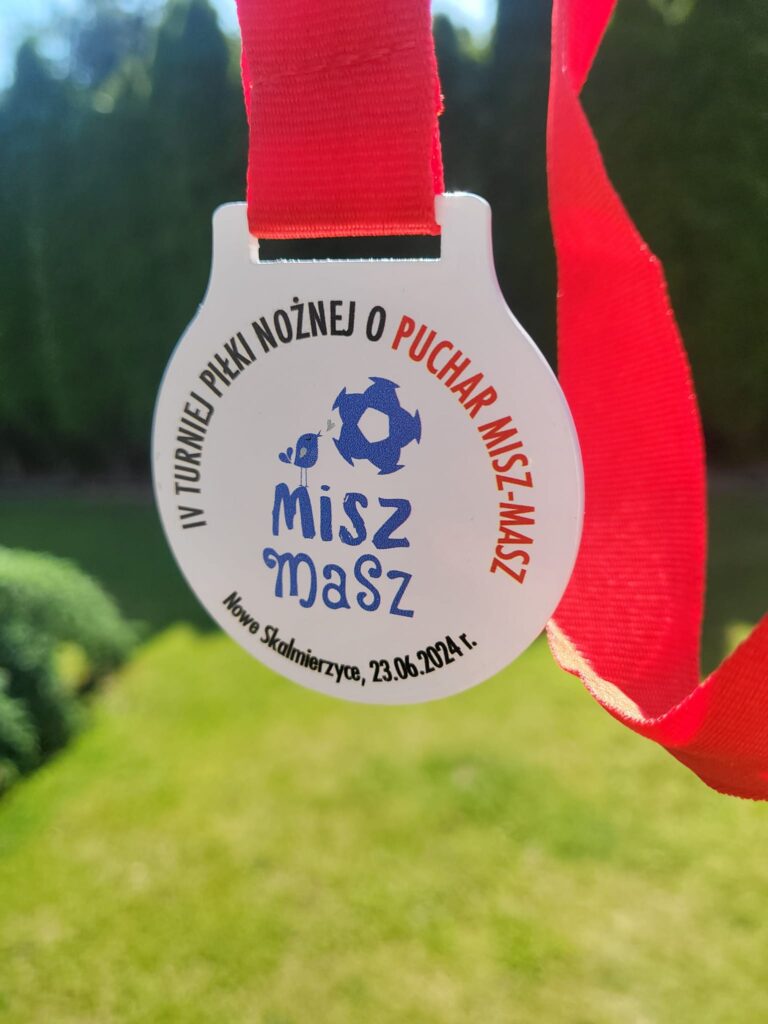 IV TURNIEJ PIŁKI NOŻNEJ O PUCHAR MISZ-MASZ
Misz
masz
Nowe Skalmierzyce, 23.06.2024 r.